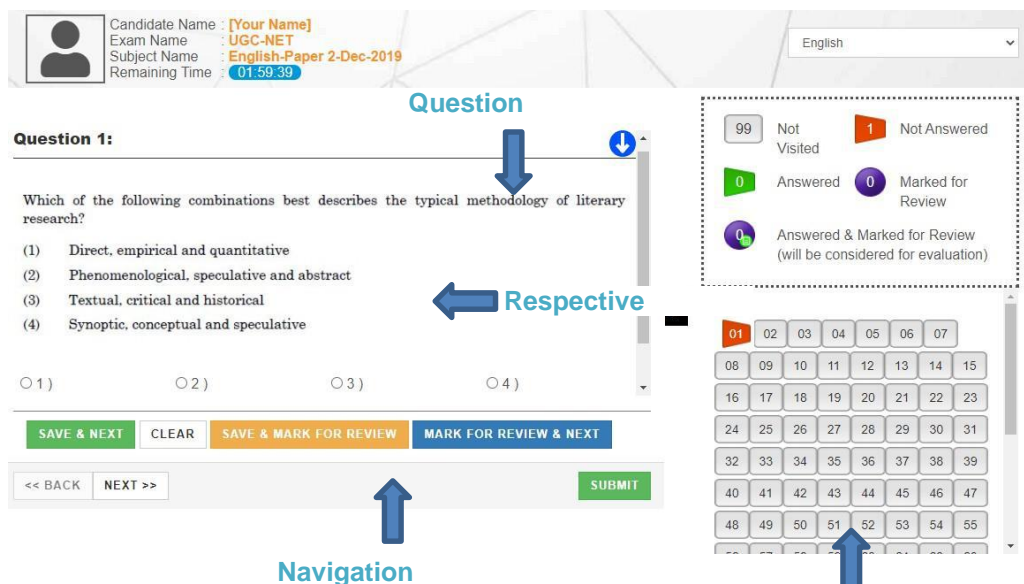 Candidate Name : [Your Name]
Exam Name : UGC-NET
Subject Name : English-Paper 2-Dec-2019
Remaining Time : 01:59:39
English
Question
Question 1:
Which of the following combinations best describes the typical methodology of literary
research?
(1) Direct, empirical and quantitative
(2) Phenomenological, speculative and abstract
(3) Textual, critical and historical
(4) Synoptic, conceptual and speculative
Respective
1 )
2 )
3 )
4 )
SAVE & NEXT CLEAR SAVE & MARK FOR REVIEW MARK FOR REVIEW & NEXT
<< BACK NEXT >> SUBMIT
Navigation
99 Not
Visited
1 Not Answered
0 Answered
0 Marked for
Review
0 Answered & Marked for Review
(will be considered for evaluation)
01 02 03 04 05 06 07
08 09 10 11 12 13 14 15
16 17 18 19 20 21 22 23
24 25 26 27 28 29 30 31
32 33 34 35 36 37 38 39
40 41 42 43 44 45 46 47
48 49 50 51 52 53 54 55